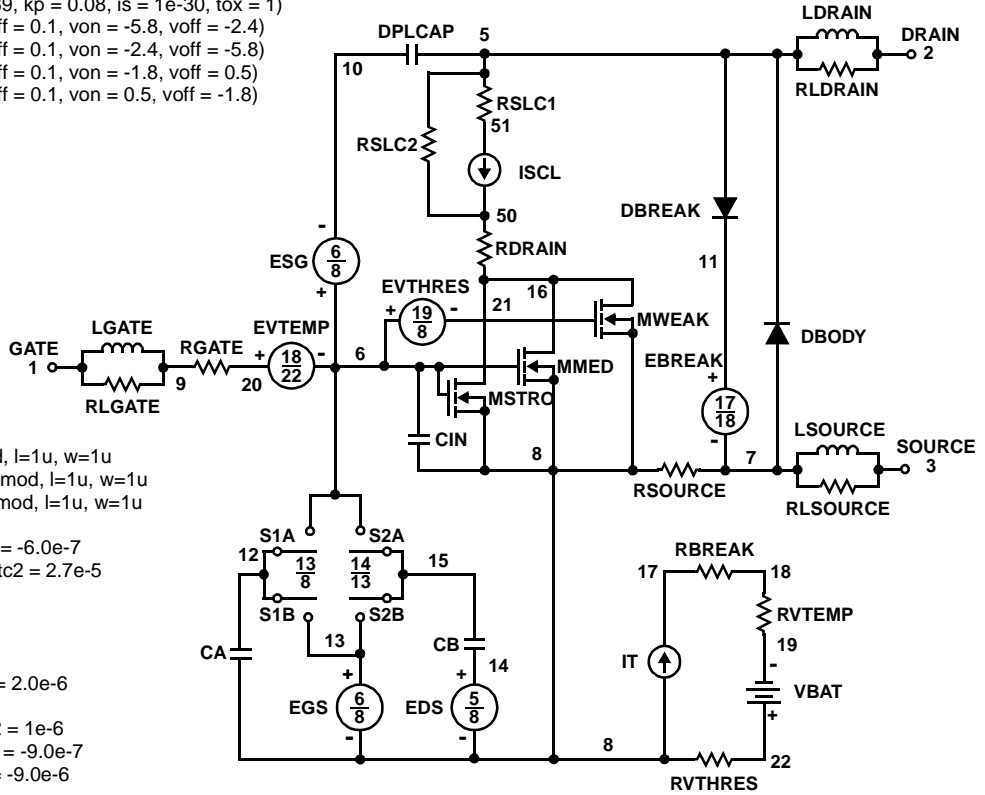 39, kp = 0.08, is = 1e-30, tox = 1)
ff = 0.1, von = -5.8, voff = -2.4)
ff = 0.1, von = -2.4, voff = -5.8)
ff = 0.1, von = -1.8, voff = 0.5)
ff = 0.1, von = 0.5, voff = -1.8)
LDRAIN
DPLCAP
5
DRAIN
2
10
RLDRAIN
RSLC1
51
RSLC2
ISCL
50
DBREAK
RDRAIN
-
ESG
6
8
+
11
EVTHRES
16
21
+
19
8
-
MWEAK
LGATE
EVTEMP
DBODY
GATE
1
RGATE
+
18
22
-
6
EBREAK
+
MMED
9
20
MSTRO
17
18
-
RLGATE
LSOURCE
CIN
8
7
SOURCE
3
d, l=1u, w=1u
mod, l=1u, w=1u
mod, l=1u, w=1u
RSOURCE
RLSOURCE
= -6.0e-7
tc2 = 2.7e-5
S1A
S2A
12
13
8
14
13
15
RBREAK
17
18
S1B
S2B
RVTEMP
13
CB
19
CA
14
IT
-
+
+
VBAT
= 2.0e-6
EGS
6
8
EDS
5
8
+
2 = 1e-6
-
-
8
22
= -9.0e-7
= -9.0e-6
RVTHRES